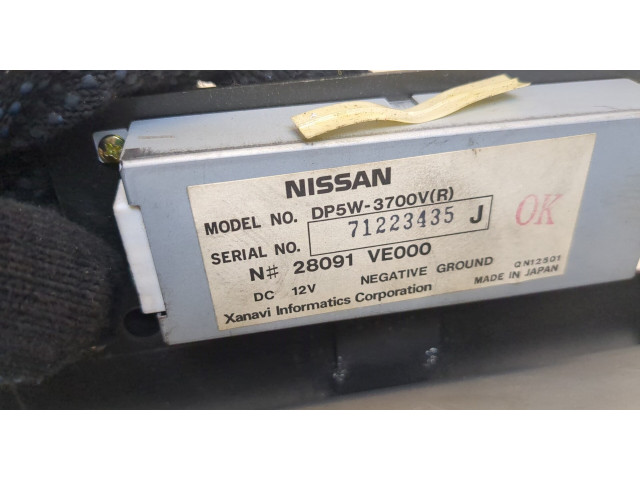 NISSAN
MODEL NO. DP5W-3700V(R)
SERIAL NO. 71223435 J OK
N# 28091 VE000
DC 12V NEGATIVE GROUND QN12S01
Xanavi Informatics Corporation MADE IN JAPAN